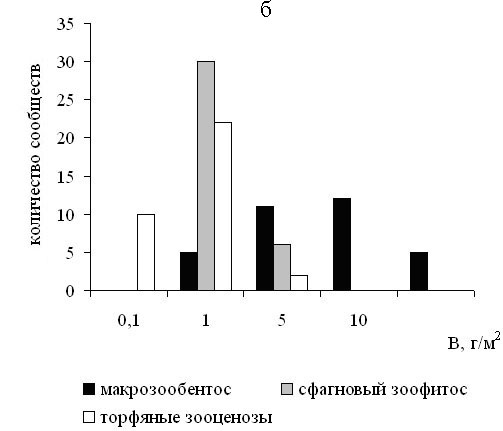 б
35
30
25
20
15
10
5
0
количество сообществ
0,1 1 5 10
В, г/м²
макрозообентос сфагновый зоофитос
торфяные зооценозы